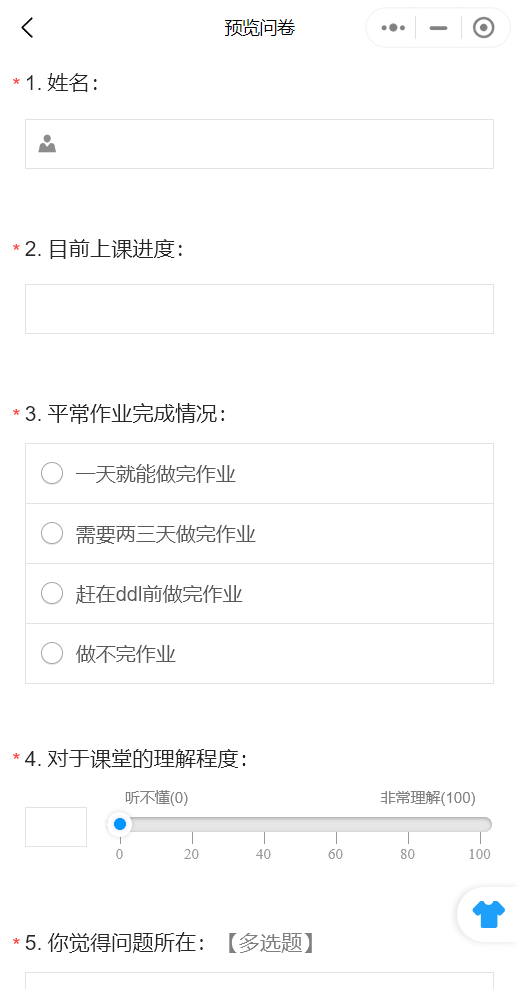 预览问卷
* 1. 姓名：
* 2. 目前上课进度：
* 3. 平常作业完成情况：
一天就能做完作业
需要两三天做完作业
赶在ddl前做完作业
做不完作业
* 4. 对于课堂的理解程度：
听不懂(0) 非常理解(100)
0 20 40 60 80 100
* 5. 你觉得问题所在：【多选题】